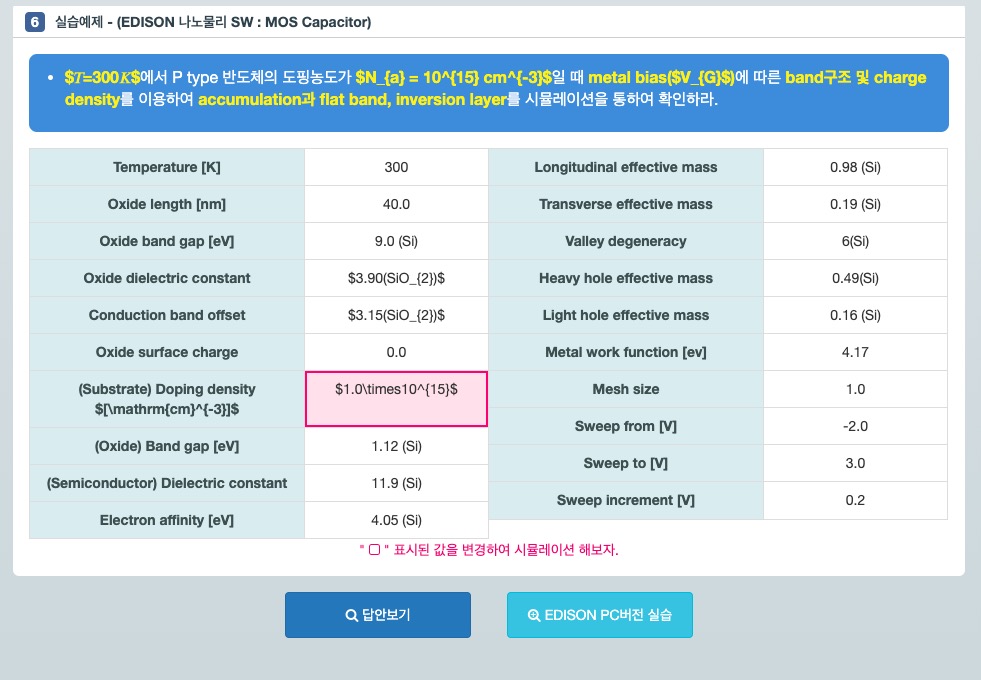 6 실습예제 - (EDISON 나노물리 SW : MOS Capacitor)
• $T=300K$에서 P type 반도체의 도핑농도가 $N_{a} = 10^{15} cm^{-3}$일 때 metal bias($V_{G}$)에 따른 band구조 및 charge
density를 이용하여 accumulation과 flat band, inversion layer를 시뮬레이션을 통하여 확인하라.
Temperature [K] 300 Longitudinal effective mass 0.98 (Si)
Oxide length [nm] 40.0 Transverse effective mass 0.19 (Si)
Oxide band gap [eV] 9.0 (Si) Valley degeneracy 6(Si)
Oxide dielectric constant $3.90(SiO_{2})$ Heavy hole effective mass 0.49(Si)
Conduction band offset $3.15(SiO_{2})$ Light hole effective mass 0.16 (Si)
Oxide surface charge 0.0 Metal work function [ev] 4.17
(Substrate) Doping density $1.0\times10^{15}$ Mesh size 1.0
$[\mathrm{cm}^{-3}]$
Sweep from [V] -2.0
(Oxide) Band gap [eV] 1.12 (Si) Sweep to [V] 3.0
(Semiconductor) Dielectric constant 11.9 (Si) Sweep increment [V] 0.2
Electron affinity [eV] 4.05 (Si)
" □ " 표시된 값을 변경하여 시뮬레이션 해보자.
답안보기 EDISON PC버전 실습